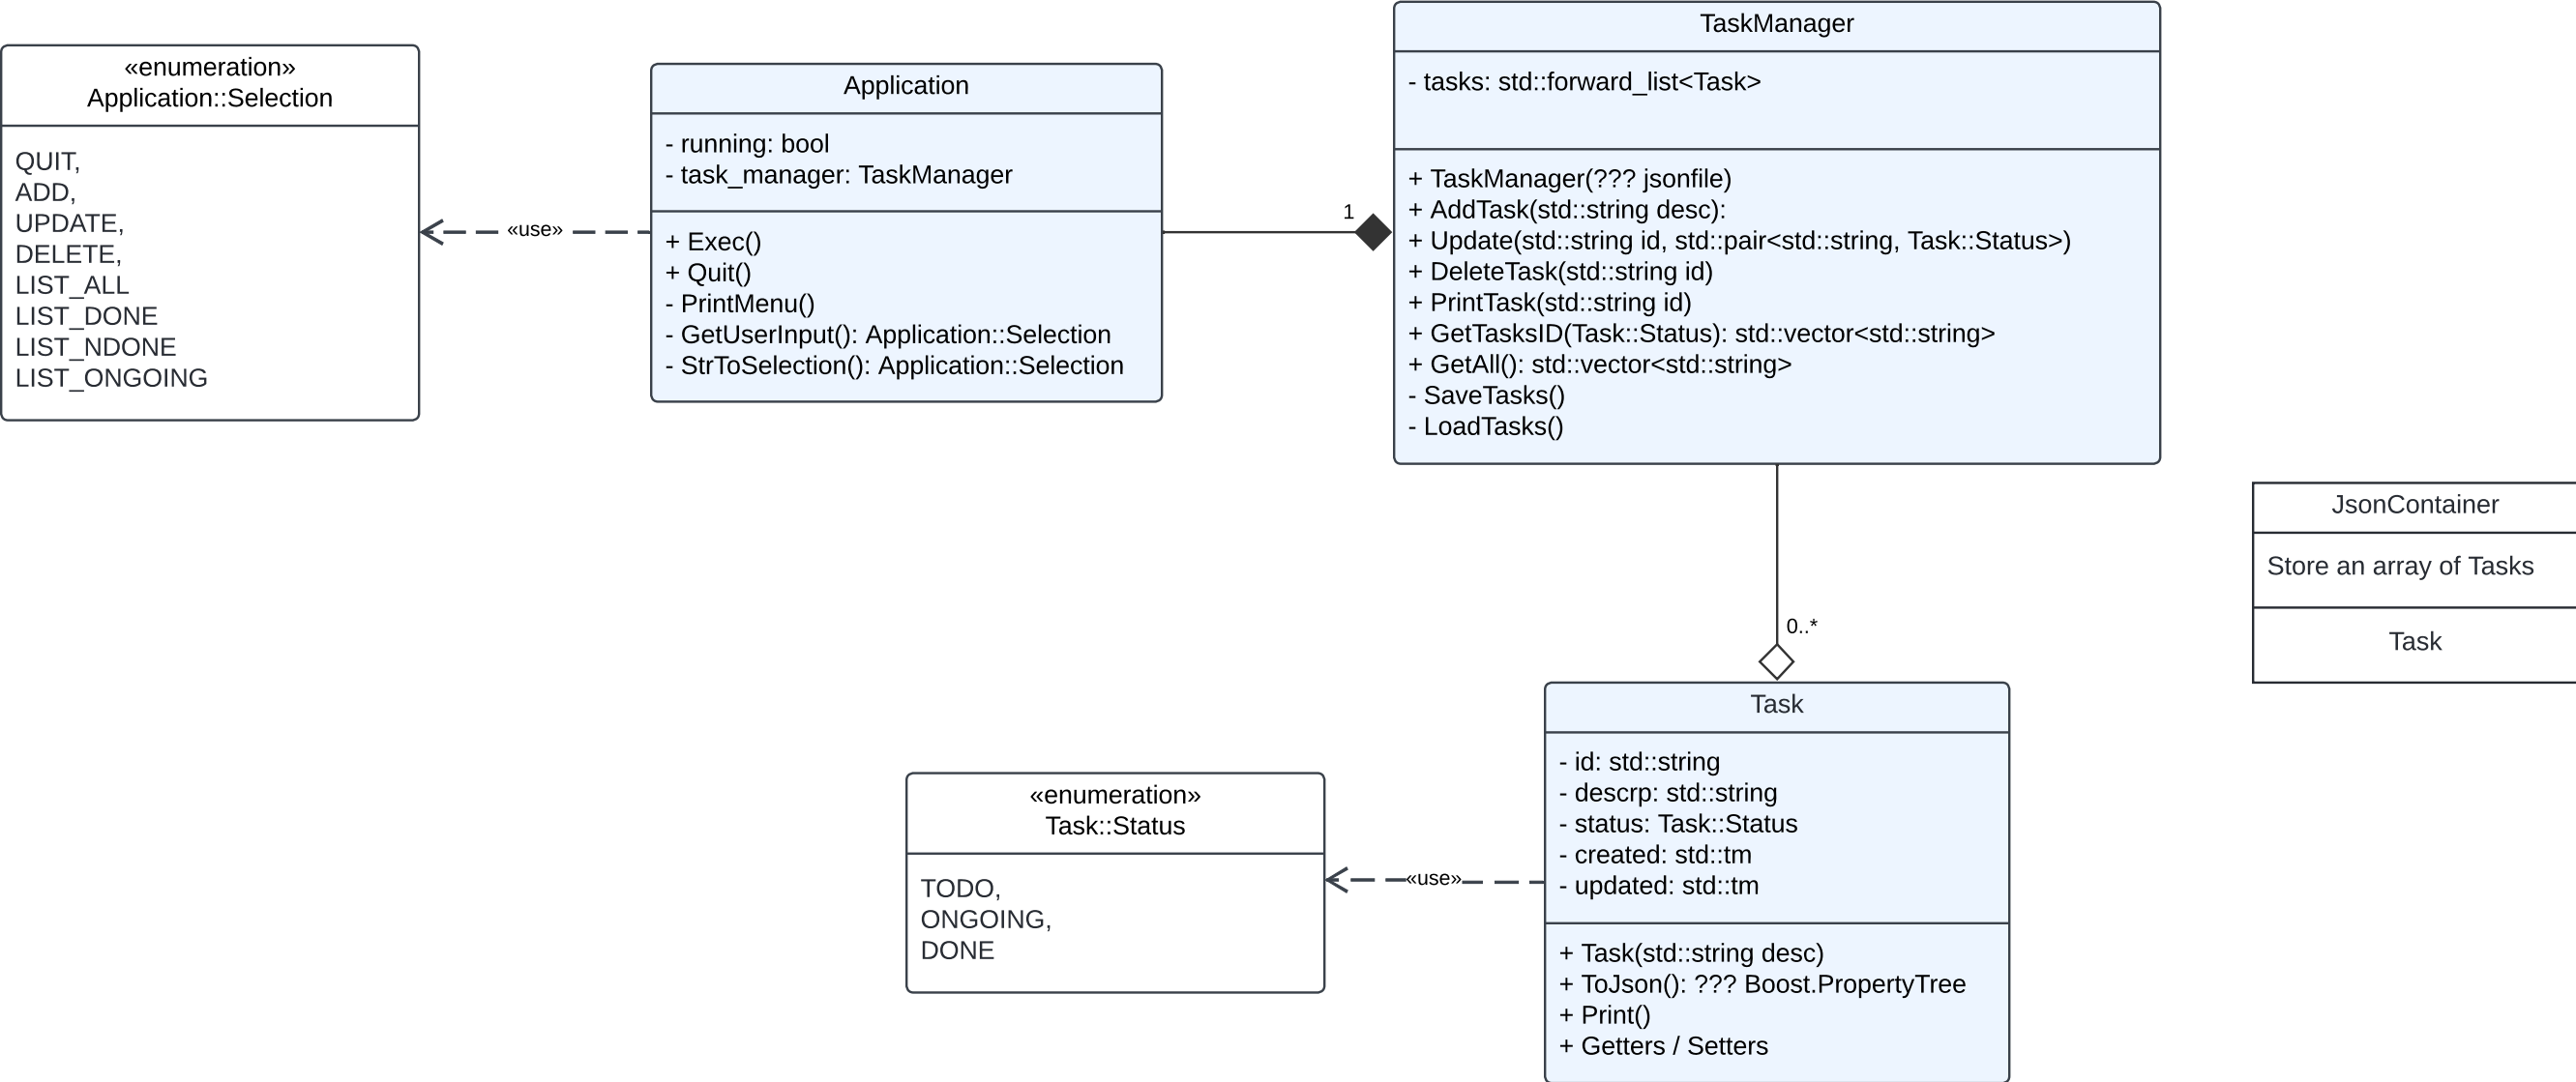 «enumeration»
Application::Selection
QUIT,
ADD,
UPDATE,
DELETE,
LIST_ALL
LIST_DONE
LIST_NDONE
LIST_ONGOING
«use»
Application
- running: bool
- task_manager: TaskManager
+ Exec()
+ Quit()
- PrintMenu()
- GetUserInput(): Application::Selection
- StrToSelection(): Application::Selection
1
TaskManager
- tasks: std::forward_list<Task>
+ TaskManager(??? jsonfile)
+ AddTask(std::string desc):
+ Update(std::string id, std::pair<std::string, Task::Status>)
+ DeleteTask(std::string id)
+ PrintTask(std::string id)
+ GetTasksID(Task::Status): std::vector<std::string>
+ GetAll(): std::vector<std::string>
- SaveTasks()
- LoadTasks()
0..*
JsonContainer
Store an array of Tasks
Task
«enumeration»
Task::Status
TODO,
ONGOING,
DONE
«use»
Task
- id: std::string
- descrp: std::string
- status: Task::Status
- created: std::tm
- updated: std::tm
+ Task(std::string desc)
+ ToJson(): ??? Boost.PropertyTree
+ Print()
+ Getters / Setters